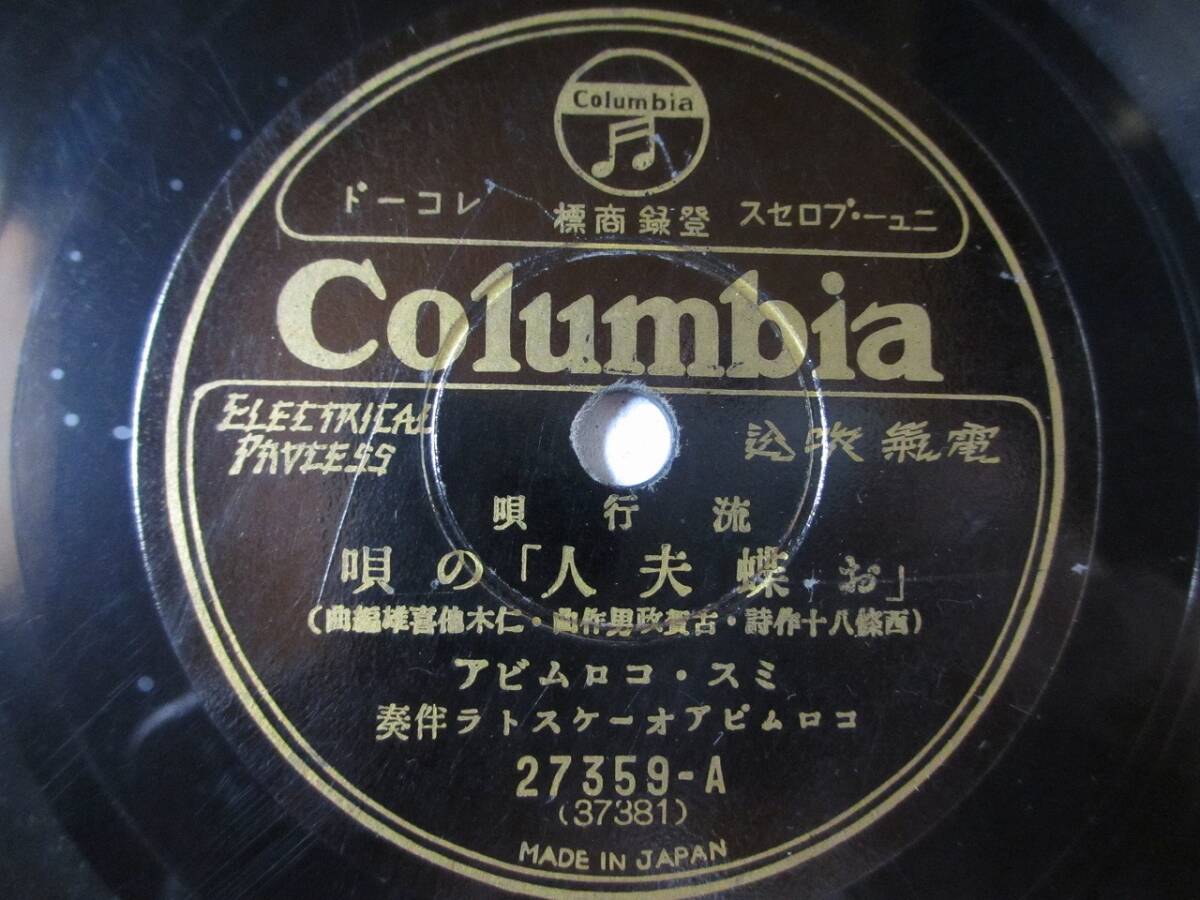 Columbia
ニュー・プロセス 登録商標 レコード
Columbia
ELECTRICAL
PROCESS
電氣吹込
流行唄
「お蝶夫人」の唄
(西條八十作詩・古賀政男作曲・仁木他喜雄編曲)
ミス・コロムビア
コロムビアオーケストラ伴奏
27359-A
(37381)
MADE IN JAPAN